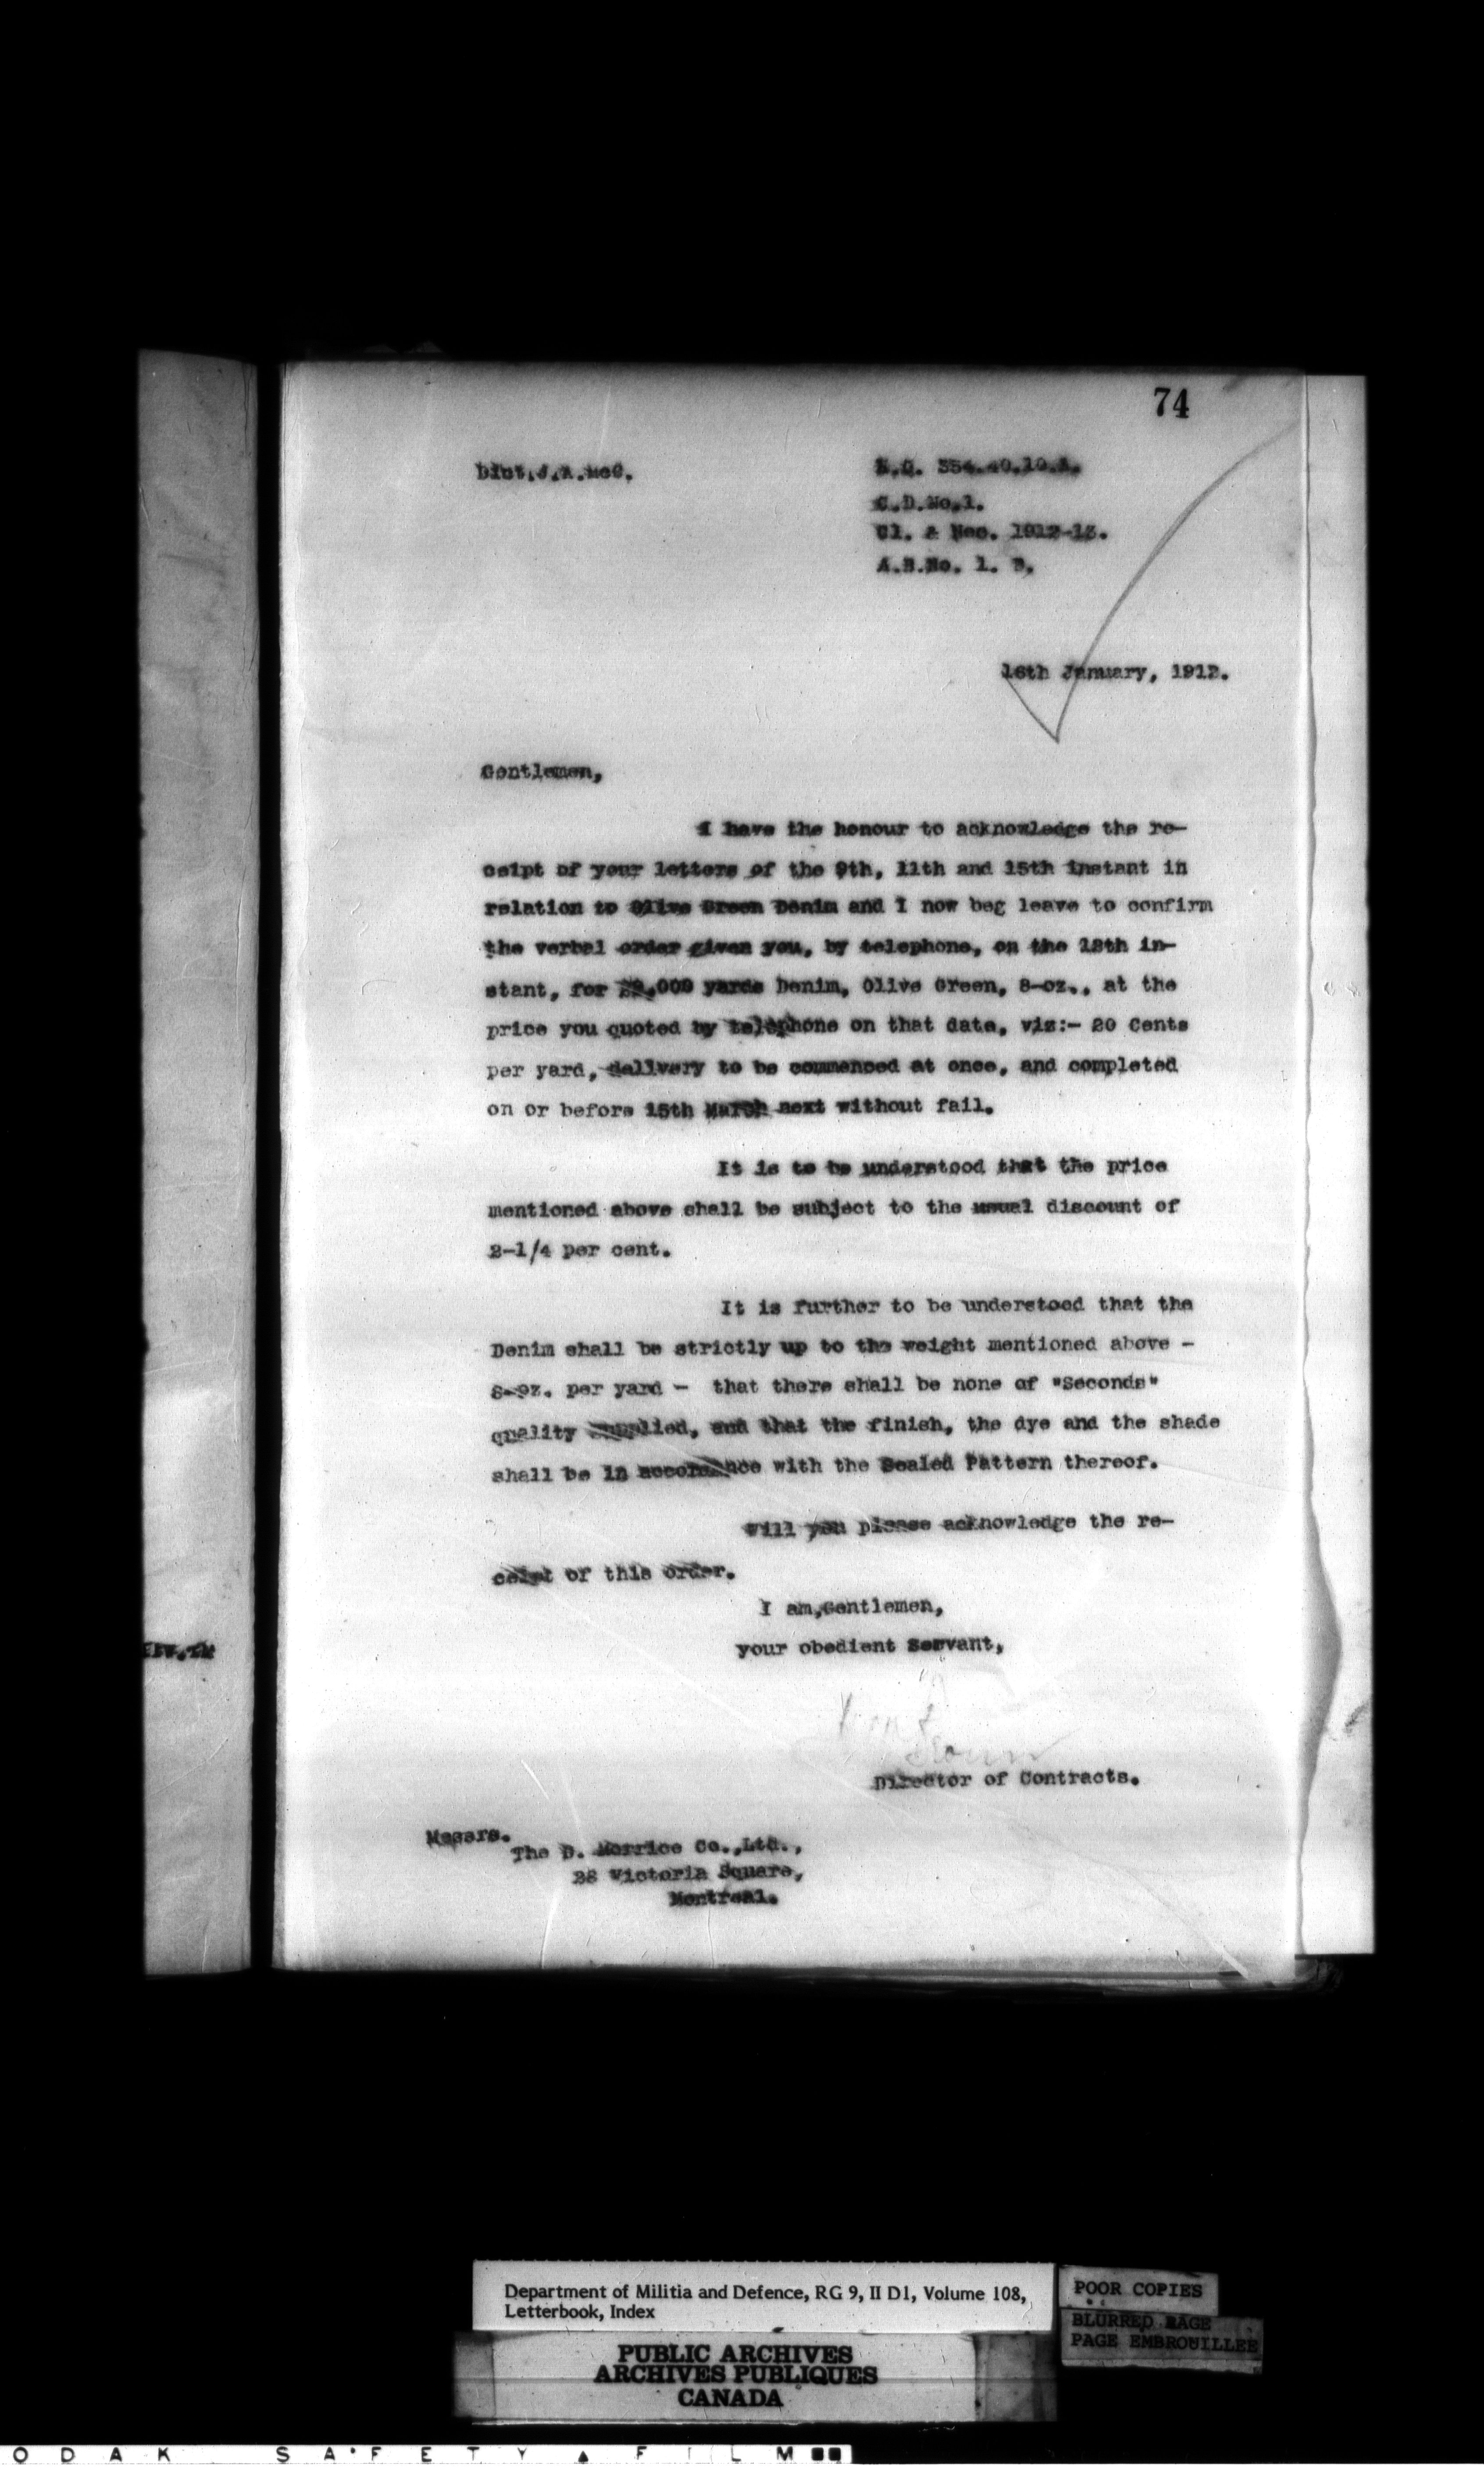 74
Dict.J.A.McC.
H.Q. 354.40.10.1.
C.D.No.1.
Cl. & Nec. 1912-13.
A.B.No. 1. B.
16th January, 1912.
Gentlemen,
I have the honour to acknowledge the re-
ceipt of your letters of the 9th, 11th and 15th instant in
relation to Olive Green Denim and I now beg leave to confirm
the verbal order given you, by telephone, on the 12th in-
stant, for yards Denim, Olive Green, 8-oz., at the
price you quoted by telephone on that date, viz:- 20 Cents
per yard, delivery to be commenced at once, and completed
on or before 15th March next without fail.
It is to be understood that the price
mentioned above shall be subject to the usual discount of
2-1/4 per cent.
It is further to be understood that the
Denim shall be strictly up to the weight mentioned above -
8-oz. per yard - that there shall be none of "Seconds"
quality supplied, and that the finish, the dye and the shade
shall be in accordance with the Sealed Pattern thereof.
Will you please acknowledge the re-
ceipt of this order.
I am,Gentlemen,
your obedient Servant,
Director of Contracts.
Messrs.
The D. Morrice Co.,Ltd.,
28 Victoria Square,
Montreal.
Department of Militia and Defence, RG 9, II D1, Volume 108,
Letterbook, Index
POOR COPIES
BLURRED PAGE
PAGE EMBROUILLEE
PUBLIC ARCHIVES
ARCHIVES PUBLIQUES
CANADA
ODAK SAFETY FILM